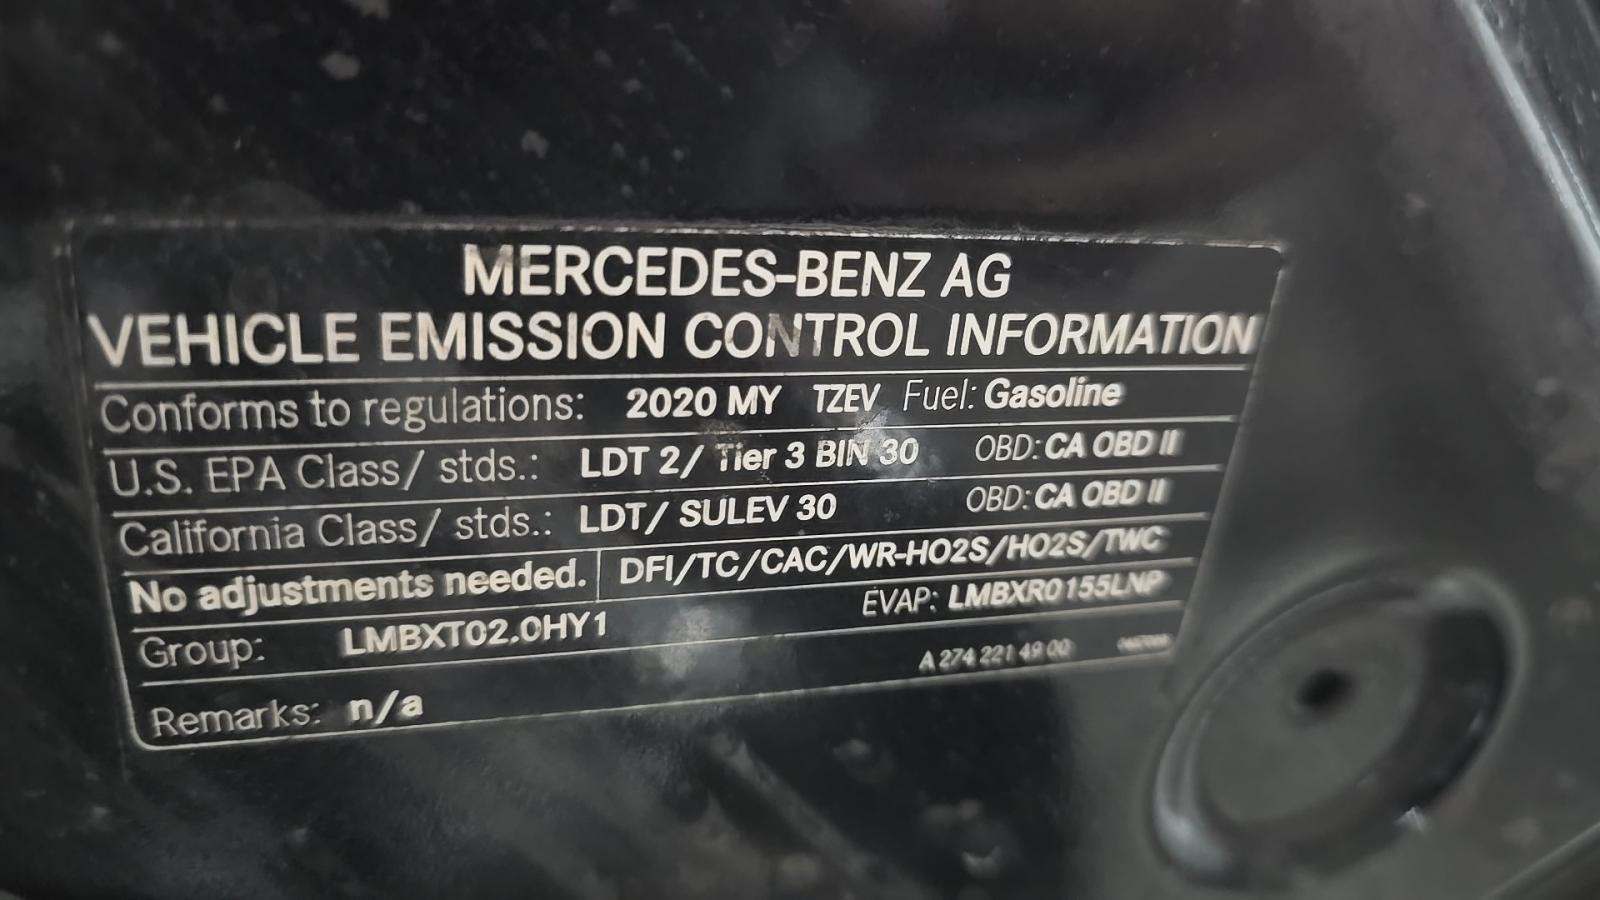 MERCEDES-BENZ AG
VEHICLE EMISSION CONTROL INFORMATION
Conforms to regulations: 2020 MY TZEV Fuel: Gasoline
U.S. EPA Class/ stds.: LDT 2/ Tier 3 BIN 30 OBD: CA OBD II
California Class/ stds.: LDT/ SULEV 30 OBD: CA OBD II
No adjustments needed. DFI/TC/CAC/WR-HO2S/HO2S/TWC
Group: LMBXT02.0HY1 EVAP: LMBXR0155LNP
Remarks: n/a A 274 221 49 00